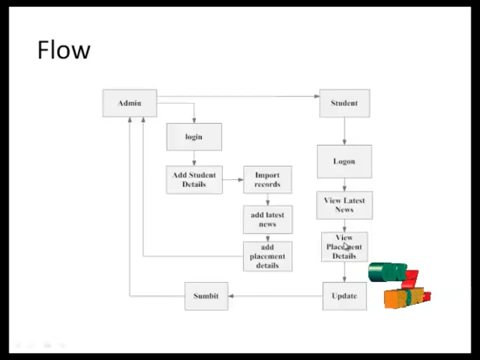 Flow
Admin
Student
login
Logon
Add Student
Details
Import
records
View Latest
News
add latest
news
View
Placement
Details
add
placement
details
Sumbit
Update